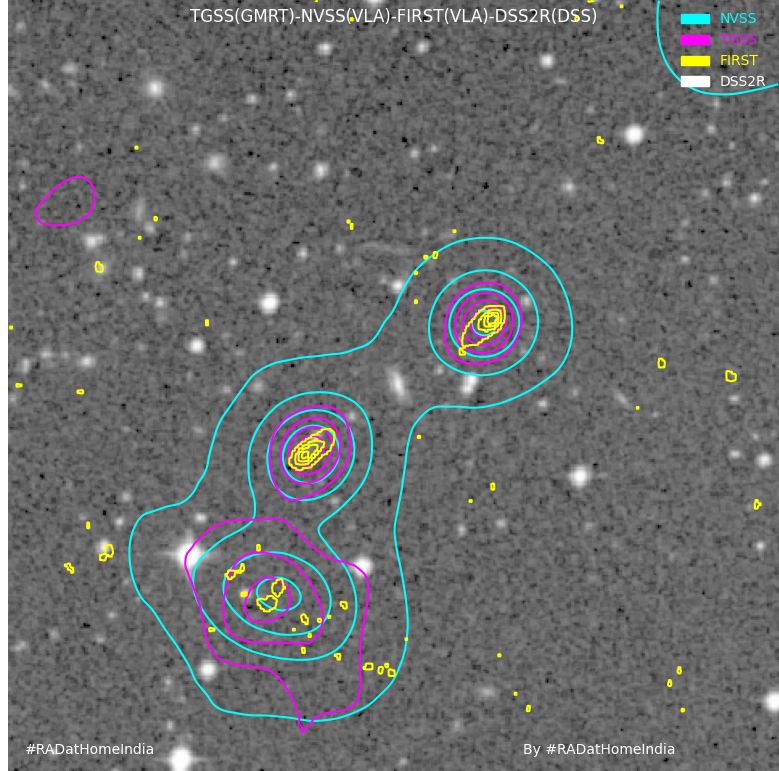 TGSS(GMRT)-NVSS(VLA)-FIRST(VLA)-DSS2R(DSS)
NVSS
TGSS
FIRST
DSS2R
#RADatHomeIndia
By #RADatHomeIndia